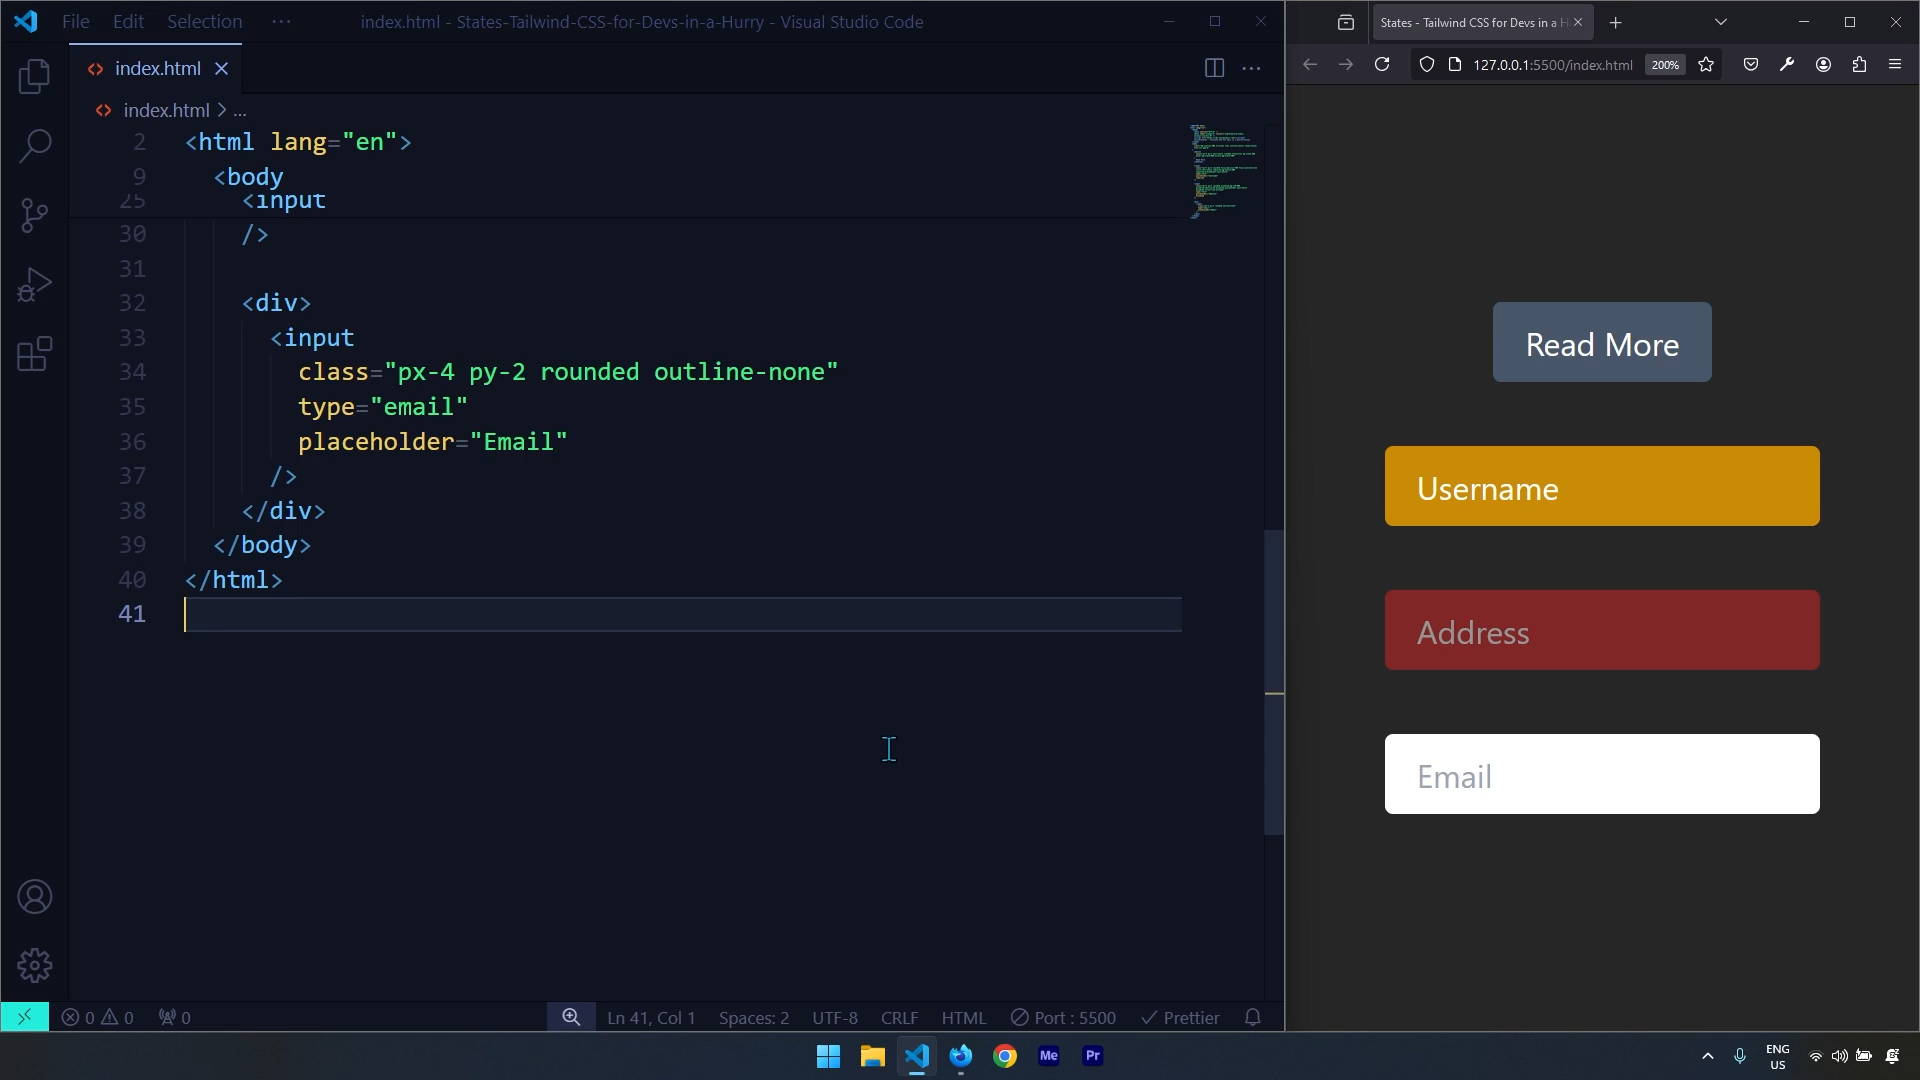 File Edit Selection ··· index.html - States-Tailwind-CSS-for-Devs-in-a-Hurry - Visual Studio Code
index.html
index.html > ...
2 <html lang="en">
9 <body
25 <input
30 />
31
32 <div>
33 <input
34 class="px-4 py-2 rounded outline-none"
35 type="email"
36 placeholder="Email"
37 />
38 </div>
39 </body>
40 </html>
41
0 0 0 Ln 41, Col 1 Spaces: 2 UTF-8 CRLF HTML Port : 5500 Prettier
States - Tailwind CSS for Devs in a H
127.0.0.1:5500/index.html 200%
Read More
Username
Address
Email
Me Pr
ENG
US